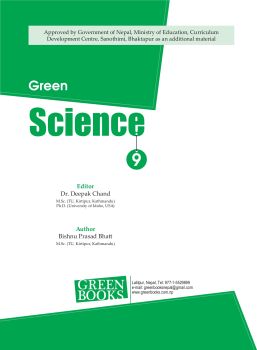 Approved by Government of Nepal, Ministry of Education, Curriculum
Development Centre, Sanothimi, Bhaktapur as an additional material
Green
Science
9
Editor
Dr. Deepak Chand
M.Sc. (TU, Kirtipur, Kathmandu)
Ph.D. (University of Idaho, USA)
Author
Bishnu Prasad Bhatt
M.Sc. (TU, Kirtipur, Kathmandu)
GREEN
BOOKS
Lalitpur, Nepal, Tel: 977-1-5529899
e-mail: greenbooksnepal@gmail.com
www.greenbooks.com.np